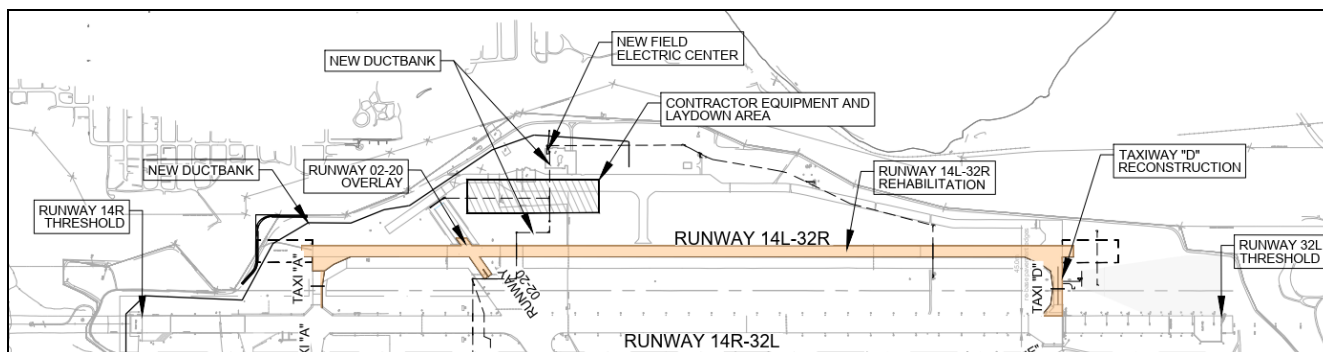 NEW FIELD
ELECTRIC CENTER
NEW DUCTBANK
CONTRACTOR EQUIPMENT AND
LAYDOWN AREA
NEW DUCTBANK
RUNWAY 02-20
OVERLAY
RUNWAY 14L-32R
REHABILITATION
TAXIWAY "D"
RECONSTRUCTION
RUNWAY 14R
THRESHOLD
RUNWAY 14L-32R
RUNWAY 32L
THRESHOLD
TAXI "A"
RUNWAY
02-20
TAXI "D"
RUNWAY 14R-32L